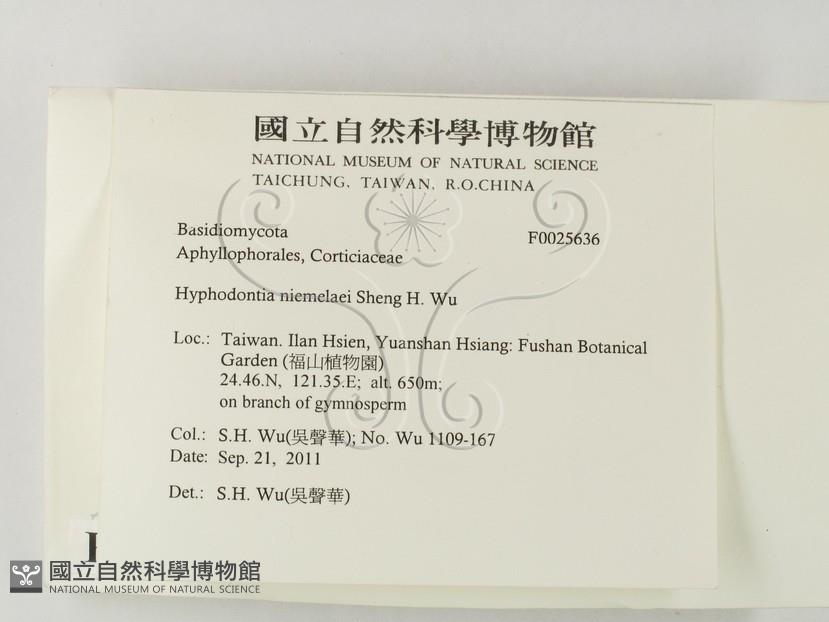 國立自然科學博物館
NATIONAL MUSEUM OF NATURAL SCIENCE
TAICHUNG, TAIWAN, R.O.CHINA
Basidiomycota F0025636
Aphyllophorales, Corticiaceae
Hyphodontia niemelaei Sheng H. Wu
Loc.: Taiwan. Ilan Hsien, Yuanshan Hsiang: Fushan Botanical
Garden (福山植物園)
24.46.N, 121.35.E; alt. 650m;
on branch of gymnosperm
Col.: S.H. Wu(吳聲華); No. Wu 1109-167
Date: Sep. 21, 2011
Det.: S.H. Wu(吳聲華)
國立自然科學博物館
NATIONAL MUSEUM OF NATURAL SCIENCE